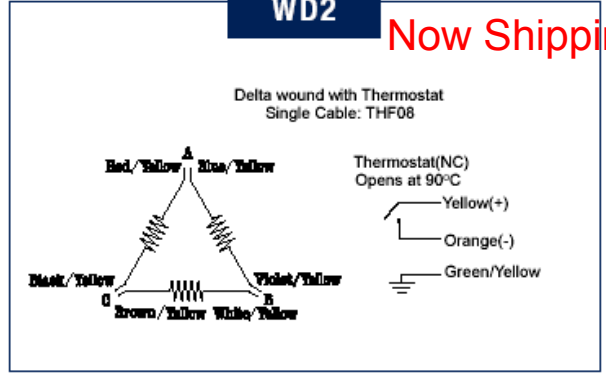 WD2
Now Shippi
Delta wound with Thermostat
Single Cable: THF08
A
Red/Yellow Blue/Yellow
Thermostat(NC)
Opens at 90°C
Yellow(+)
Orange(-)
Green/Yellow
Black/Yellow
Violet/Yellow
C
B
Brown/Yellow White/Yellow